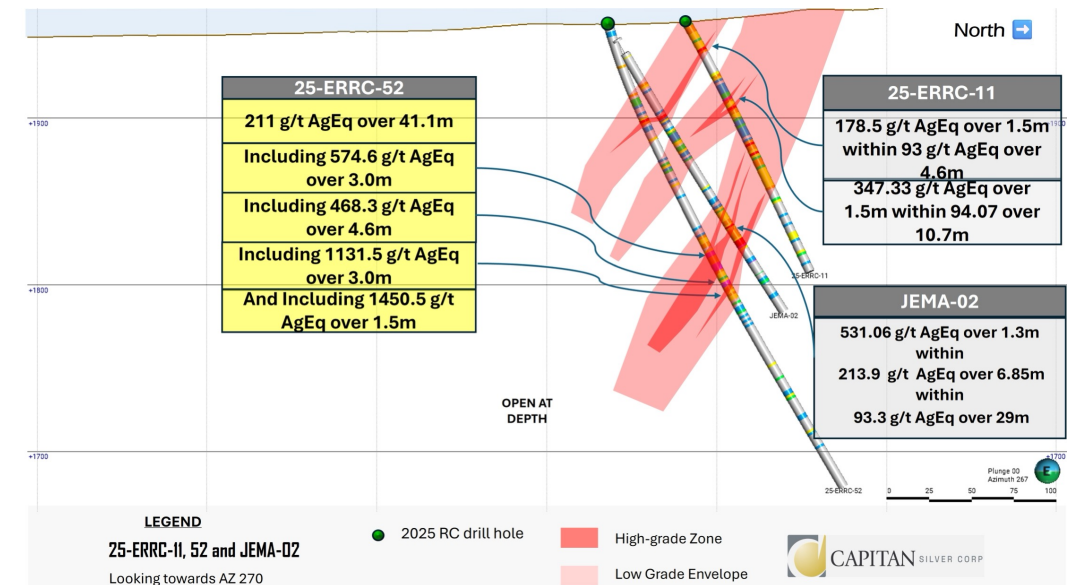 North
25-ERRC-52
211 g/t AgEq over 41.1m
Including 574.6 g/t AgEq
over 3.0m
Including 468.3 g/t AgEq
over 4.6m
Including 1131.5 g/t AgEq
over 3.0m
And Including 1450.5 g/t
AgEq over 1.5m
25-ERRC-11
178.5 g/t AgEq over 1.5m
within 93 g/t AgEq over
4.6m
347.33 g/t AgEq over
1.5m within 94.07 over
10.7m
+1900
+1900
25-ERRC-11
+1800
JEMA-02
JEMA-02
531.06 g/t AgEq over 1.3m
within
213.9 g/t AgEq over 6.85m
within
93.3 g/t AgEq over 29m
OPEN AT
DEPTH
+1700
+1700
25-ERRC-52
Plunge 00
Azimuth 267
E
0 25 50 75 100
LEGEND
25-ERRC-11, 52 and JEMA-02
Looking towards AZ 270
2025 RC drill hole
High-grade Zone
Low Grade Envelope
CAPITAN SILVER CORP